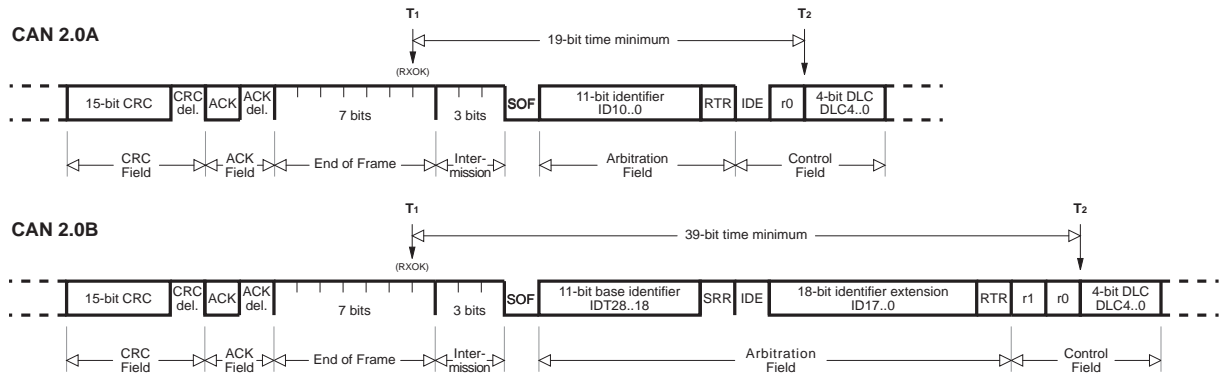 T1
T2
CAN 2.0A
19-bit time minimum
(RXOK)
15-bit CRC
CRC
del.
ACK
ACK
del.
7 bits
3 bits
SOF
11-bit identifier
ID10..0
RTR
IDE
r0
4-bit DLC
DLC4..0
CRC
Field
ACK
Field
End of Frame
Inter-
mission
Arbitration
Field
Control
Field
T1
T2
CAN 2.0B
39-bit time minimum
(RXOK)
15-bit CRC
CRC
del.
ACK
ACK
del.
7 bits
3 bits
SOF
11-bit base identifier
IDT28..18
SRR
IDE
18-bit identifier extension
ID17..0
RTR
r1
r0
4-bit DLC
DLC4..0
CRC
Field
ACK
Field
End of Frame
Inter-
mission
Arbitration
Field
Control
Field